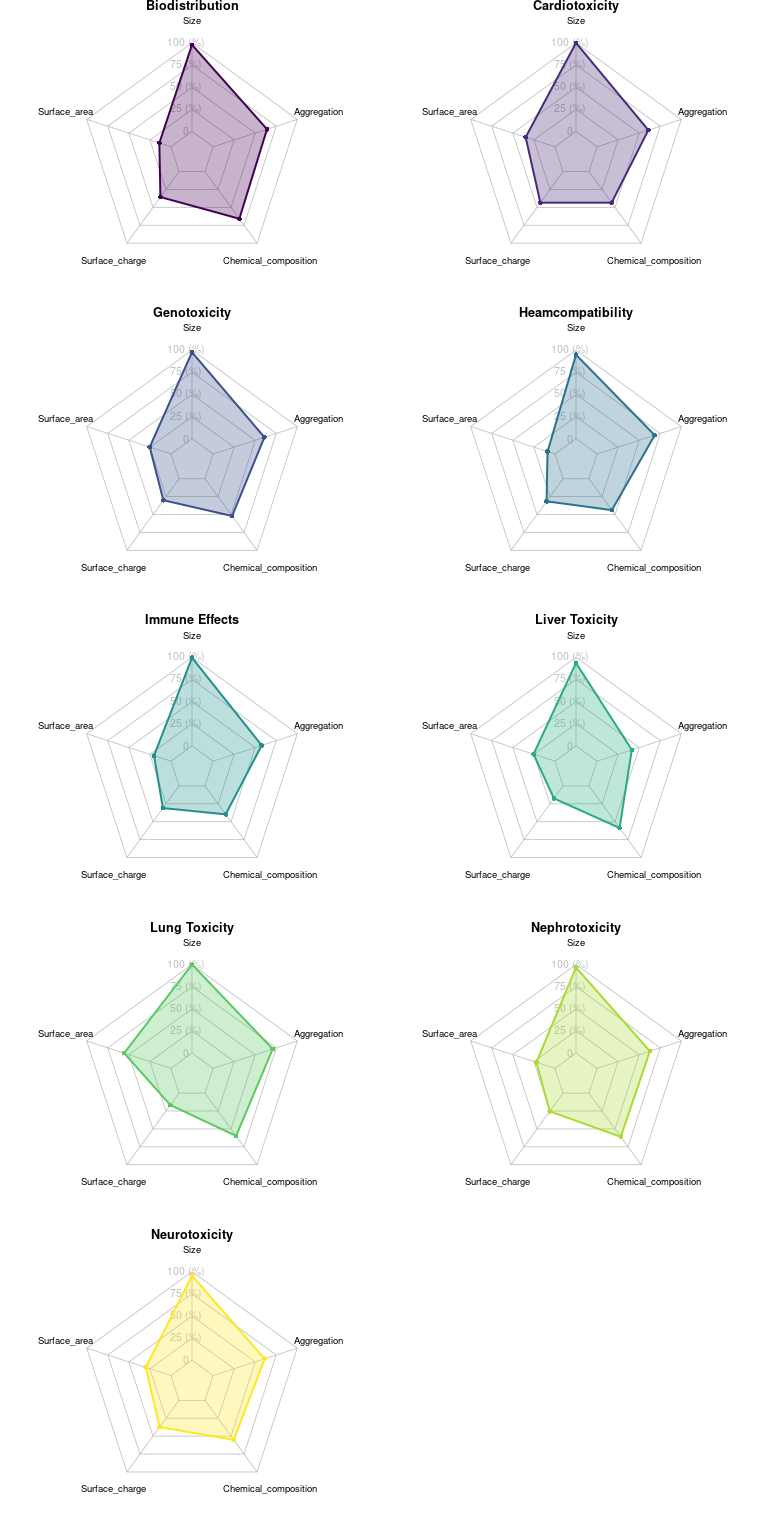 Biodistribution
Size
100 (%)
75 (%)
50 (%)
25 (%)
0
Surface_area
Aggregation
Surface_charge
Chemical_composition
Cardiotoxicity
Size
100 (%)
75 (%)
50 (%)
25 (%)
0
Surface_area
Aggregation
Surface_charge
Chemical_composition
Genotoxicity
Size
100 (%)
75 (%)
50 (%)
25 (%)
0
Surface_area
Aggregation
Surface_charge
Chemical_composition
Heamcompatibility
Size
100 (%)
75 (%)
50 (%)
25 (%)
0
Surface_area
Aggregation
Surface_charge
Chemical_composition
Immune Effects
Size
100 (%)
75 (%)
50 (%)
25 (%)
0
Surface_area
Aggregation
Surface_charge
Chemical_composition
Liver Toxicity
Size
100 (%)
75 (%)
50 (%)
25 (%)
0
Surface_area
Aggregation
Surface_charge
Chemical_composition
Lung Toxicity
Size
100 (%)
75 (%)
50 (%)
25 (%)
0
Surface_area
Aggregation
Surface_charge
Chemical_composition
Nephrotoxicity
Size
100 (%)
75 (%)
50 (%)
25 (%)
0
Surface_area
Aggregation
Surface_charge
Chemical_composition
Neurotoxicity
Size
100 (%)
75 (%)
50 (%)
25 (%)
0
Surface_area
Aggregation
Surface_charge
Chemical_composition